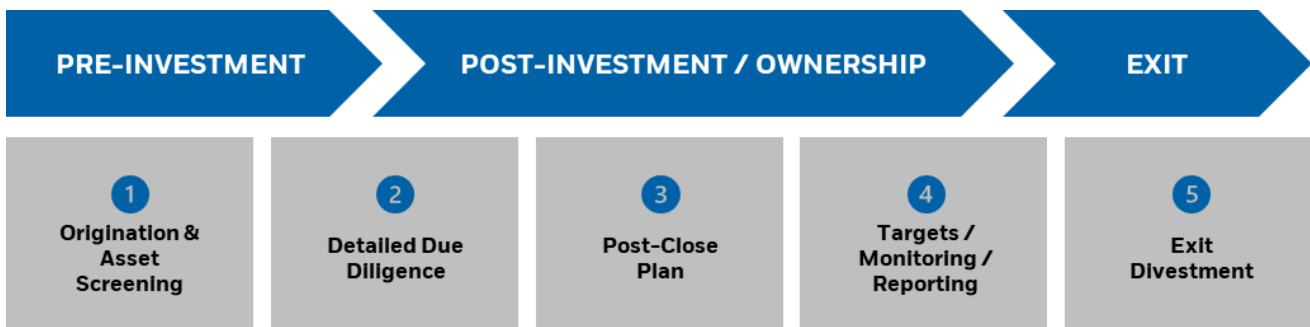 PRE-INVESTMENT
POST-INVESTMENT / OWNERSHIP
EXIT
1
Origination &
Asset
Screening
2
Detailed Due
Diligence
3
Post-Close
Plan
4
Targets /
Monitoring /
Reporting
5
Exit
Divestment